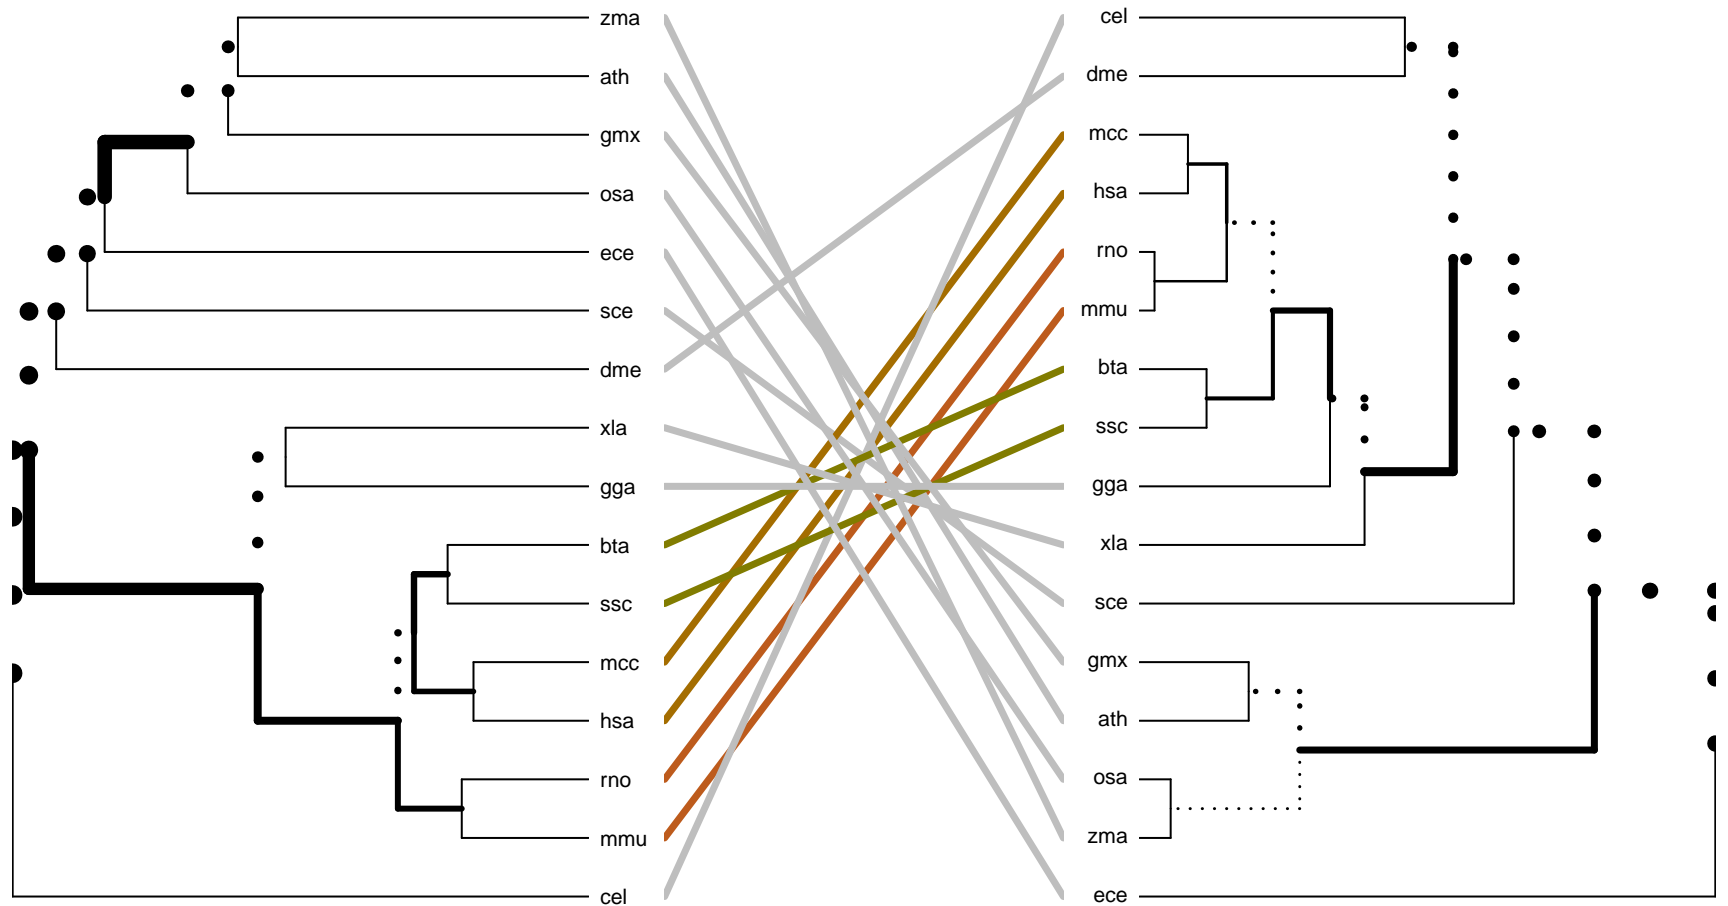 zma
ath
gmx
osa
ece
sce
dme
xla
gga
bta
ssc
mcc
hsa
rno
mmu
cel
cel
dme
mcc
hsa
rno
mmu
bta
ssc
gga
xla
sce
gmx
ath
osa
zma
ece